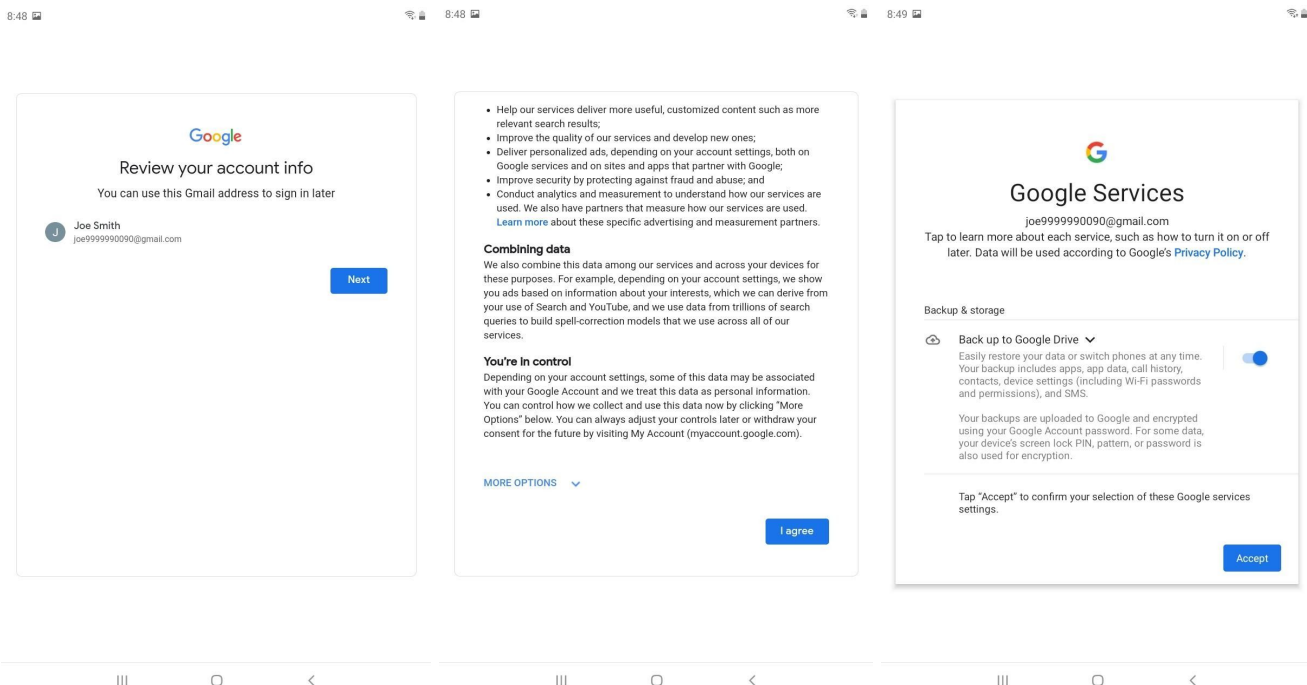 8:48
Google
Review your account info
You can use this Gmail address to sign in later
J
Joe Smith
joe9999990090@gmail.com
Next
8:48
• Help our services deliver more useful, customized content such as more
relevant search results;
• Improve the quality of our services and develop new ones;
• Deliver personalized ads, depending on your account settings, both on
Google services and on sites and apps that partner with Google;
• Improve security by protecting against fraud and abuse; and
• Conduct analytics and measurement to understand how our services are
used. We also have partners that measure how our services are used.
Learn more about these specific advertising and measurement partners.
Combining data
We also combine this data among our services and across your devices for
these purposes. For example, depending on your account settings, we show
you ads based on information about your interests, which we can derive from
your use of Search and YouTube, and we use data from trillions of search
queries to build spell-correction models that we use across all of our
services.
You're in control
Depending on your account settings, some of this data may be associated
with your Google Account and we treat this data as personal information.
You can control how we collect and use this data now by clicking "More
Options" below. You can always adjust your controls later or withdraw your
consent for the future by visiting My Account (myaccount.google.com).
MORE OPTIONS
I agree
8:49
G
Google Services
joe9999990090@gmail.com
Tap to learn more about each service, such as how to turn it on or off
later. Data will be used according to Google's Privacy Policy.
Backup & storage
Back up to Google Drive
Easily restore your data or switch phones at any time.
Your backup includes apps, app data, call history,
contacts, device settings (including Wi-Fi passwords
and permissions), and SMS.
Your backups are uploaded to Google and encrypted
using your Google Account password. For some data,
your device's screen lock PIN, pattern, or password is
also used for encryption.
Tap "Accept" to confirm your selection of these Google services
settings.
Accept